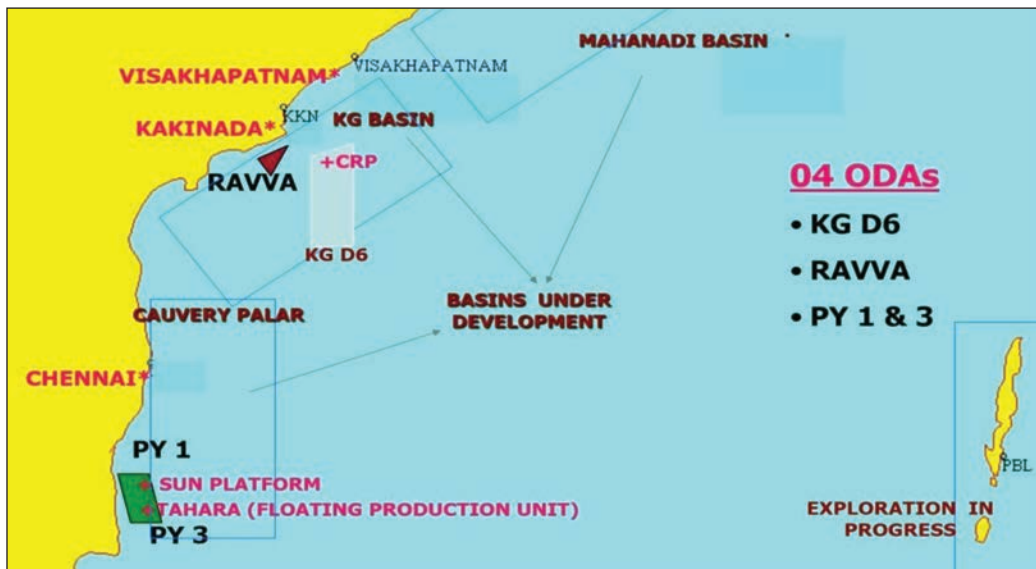 MAHANADI BASIN
VISAKHAPATNAM*
VISAKHAPATNAM
KAKINADA*
KKN
KG BASIN
+CRP
RAVVA
KG D6
04 ODAs
• KG D6
• RAVVA
• PY 1 & 3
BASINS UNDER
DEVELOPMENT
CAUVERY PALAR
CHENNAI*
PY 1
+ SUN PLATFORM
+TAHARA (FLOATING PRODUCTION UNIT)
PY 3
PBL
EXPLORATION IN
PROGRESS